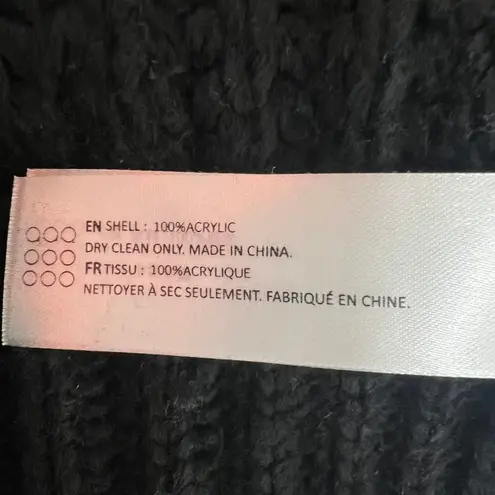 EN SHELL : 100%ACRYLIC
DRY CLEAN ONLY. MADE IN CHINA.
FR TISSU : 100%ACRYLIQUE
NETTOYER À SEC SEULEMENT. FABRIQUÉ EN CHINE.